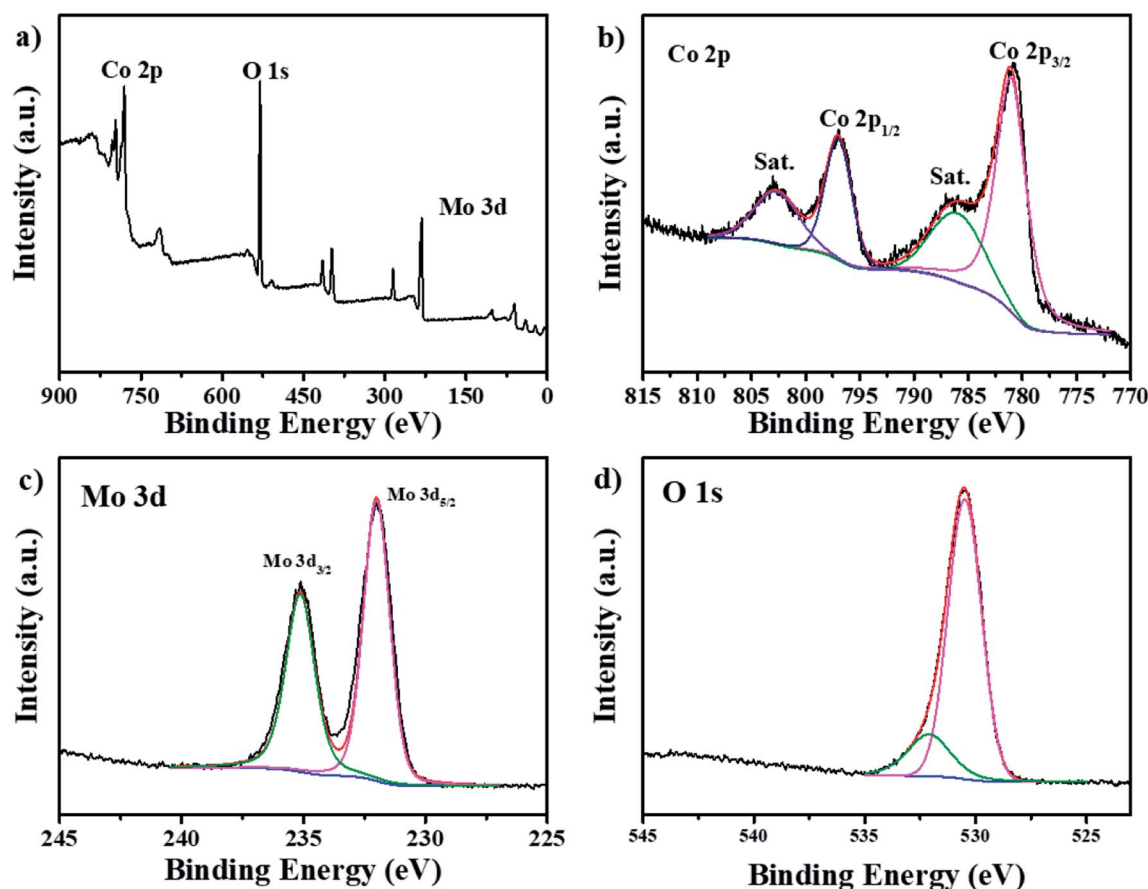 a)
Co 2p
O 1s
Mo 3d
Intensity (a.u.)
900 750 600 450 300 150 0
Binding Energy (eV)
b)
Co 2p
Co 2p3/2
Co 2p1/2
Sat.
Sat.
Intensity (a.u.)
815 810 805 800 795 790 785 780 775 770
Binding Energy (eV)
c)
Mo 3d
Mo 3d5/2
Mo 3d3/2
Intensity (a.u.)
245 240 235 230 225
Binding Energy (eV)
d)
O 1s
Intensity (a.u.)
545 540 535 530 525
Binding Energy (eV)